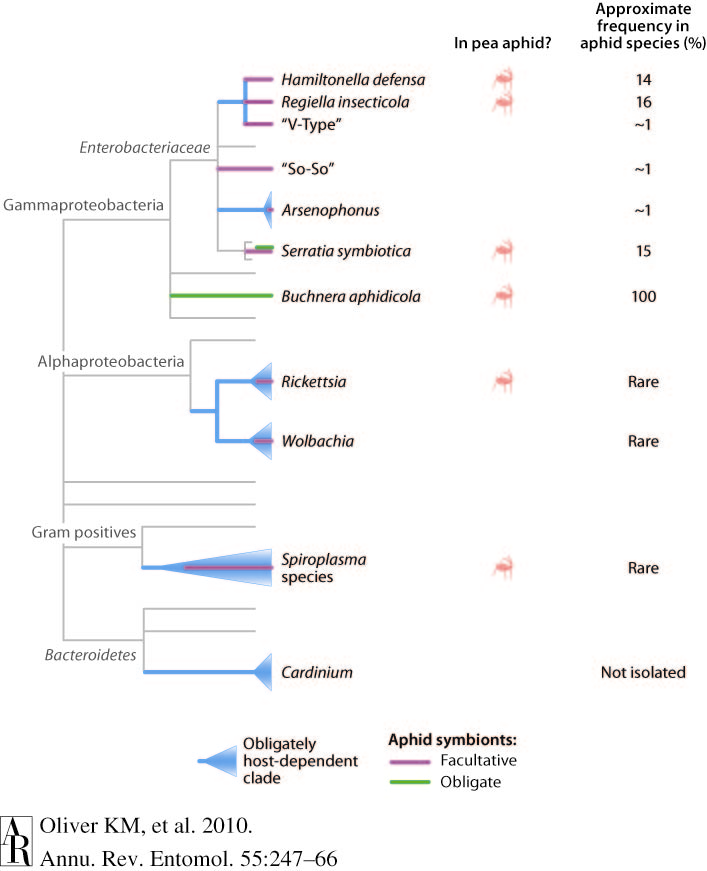 In pea aphid?
Approximate
frequency in
aphid species (%)
Hamiltonella defensa 14
Regiella insecticola 16
“V-Type” ~1
Enterobacteriaceae
“So-So” ~1
Gammaproteobacteria
Arsenophonus ~1
Serratia symbiotica 15
Buchnera aphidicola 100
Alphaproteobacteria
Rickettsia Rare
Wolbachia Rare
Gram positives
Spiroplasma
species
Rare
Bacteroidetes
Cardinium Not isolated
Obligately
host-dependent
clade
Aphid symbionts:
Facultative
Obligate
AR
Oliver KM, et al. 2010.
Annu. Rev. Entomol. 55:247–66